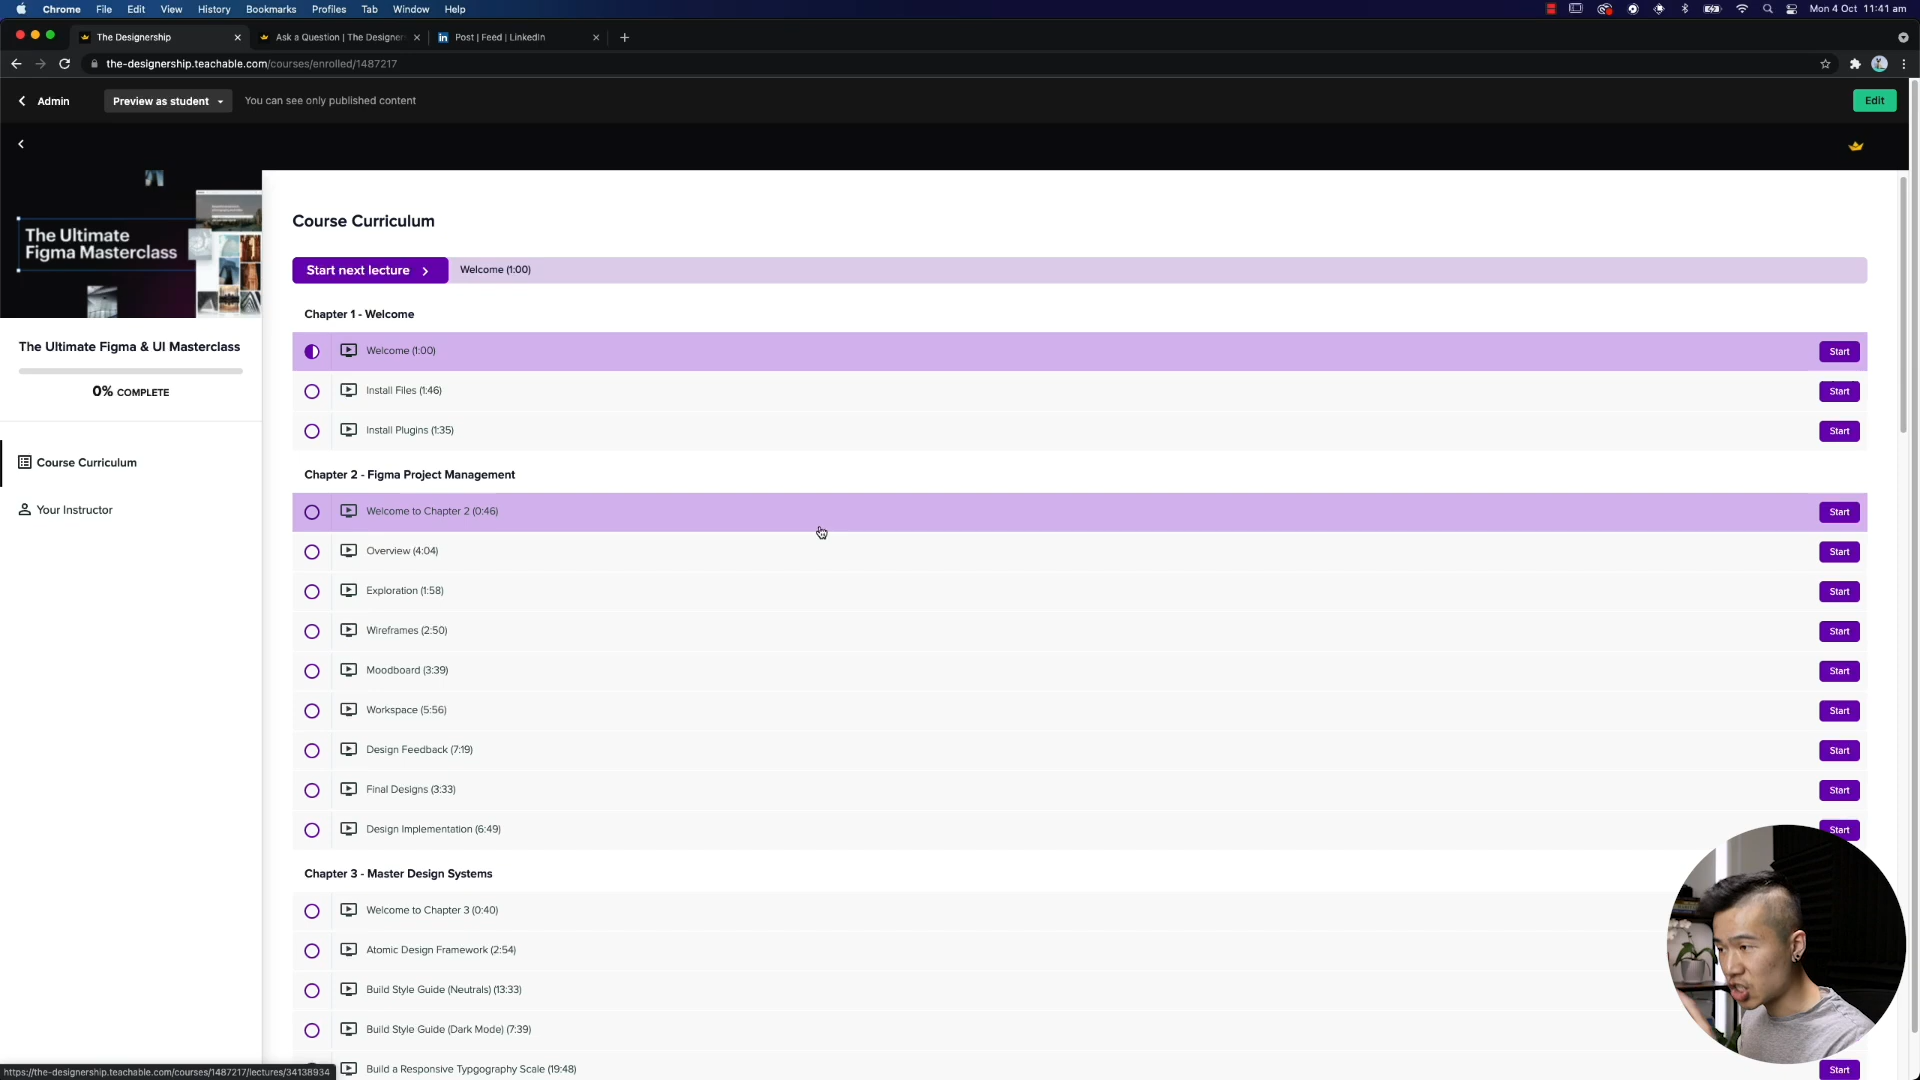 Chrome File Edit View History Bookmarks Profiles Tab Window Help Mon 4 Oct 11:41 am
The Designership Ask a Question | The Designer Post | Feed | LinkedIn
the-designership.teachable.com/courses/enrolled/1487217
Admin Preview as student You can see only published content Edit
The Ultimate
Figma Masterclass
The Ultimate Figma & UI Masterclass
0% COMPLETE
Course Curriculum
Your Instructor
Course Curriculum
Start next lecture Welcome (1:00)
Chapter 1 - Welcome
Welcome (1:00) Start
Install Files (1:46) Start
Install Plugins (1:35) Start
Chapter 2 - Figma Project Management
Welcome to Chapter 2 (0:46) Start
Overview (4:04) Start
Exploration (1:58) Start
Wireframes (2:50) Start
Moodboard (3:39) Start
Workspace (5:56) Start
Design Feedback (7:19) Start
Final Designs (3:33) Start
Design Implementation (6:49) Start
Chapter 3 - Master Design Systems
Welcome to Chapter 3 (0:40)
Atomic Design Framework (2:54)
Build Style Guide (Neutrals) (13:33)
Build Style Guide (Dark Mode) (7:39)
Build a Responsive Typgography Scale (19:48) Start
https://the-designership.teachable.com/courses/1487217/lectures/34138934